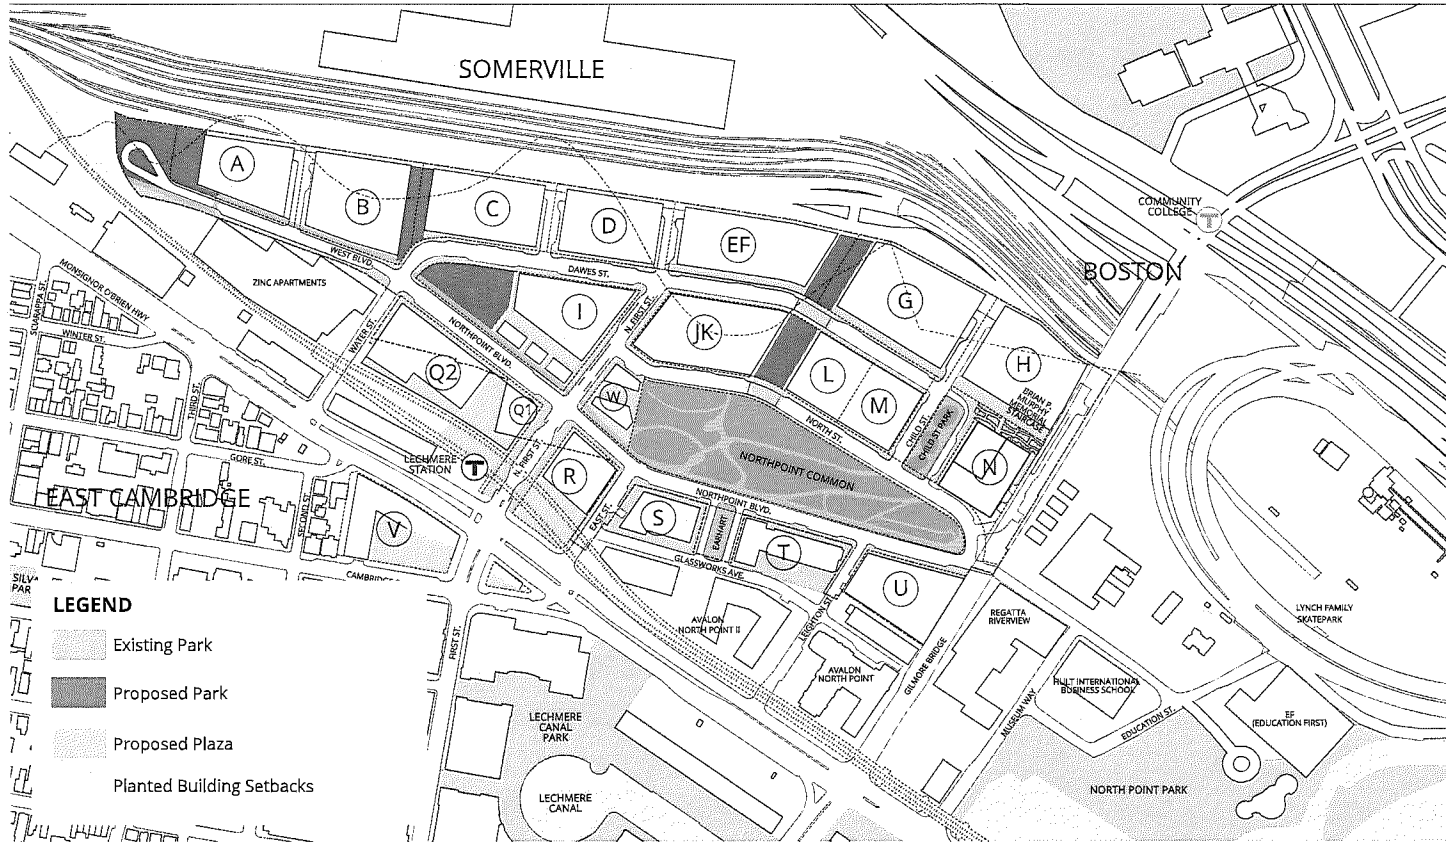 SOMERVILLE
COMMUNITY
COLLEGE
T
BOSTON
A
B
C
D
EF
G
H
I
JK
L
M
N
Q2
Q1
W
R
S
T
U
V
WEST BLVD.
DAWES ST.
ZINC APARTMENTS
MONSIGNOR O'BRIEN HWY
SCIARAPPA ST.
WINTER ST.
WATER ST.
NORTHPOINT BLVD.
N. FIRST ST.
THIRD ST.
GORE ST.
LECHMERE
STATION
T
N. FIRST ST.
EAST CAMBRIDGE
SECOND ST.
NORTH ST.
CHILD ST.
CHILD ST. PARK
BRIAN P.
MURPHY
MEMORIAL
STAIRCASE
NORTHPOINT COMMON
NORTHPOINT BLVD.
EAST ST.
EARHART
GLASSWORKS AVE.
LEIGHTON ST.
FIRST ST.
AVALON
NORTH POINT II
AVALON
NORTH POINT
GILMORE BRIDGE
REGATTA
RIVERVIEW
MUSEUM WAY
HULT INTERNATIONAL
BUSINESS SCHOOL
EDUCATION ST.
EF
(EDUCATION FIRST)
LYNCH FAMILY
SKATEPARK
NORTH POINT PARK
LECHMERE
CANAL
PARK
LECHMERE
CANAL
LEGEND
Existing Park
Proposed Park
Proposed Plaza
Planted Building Setbacks